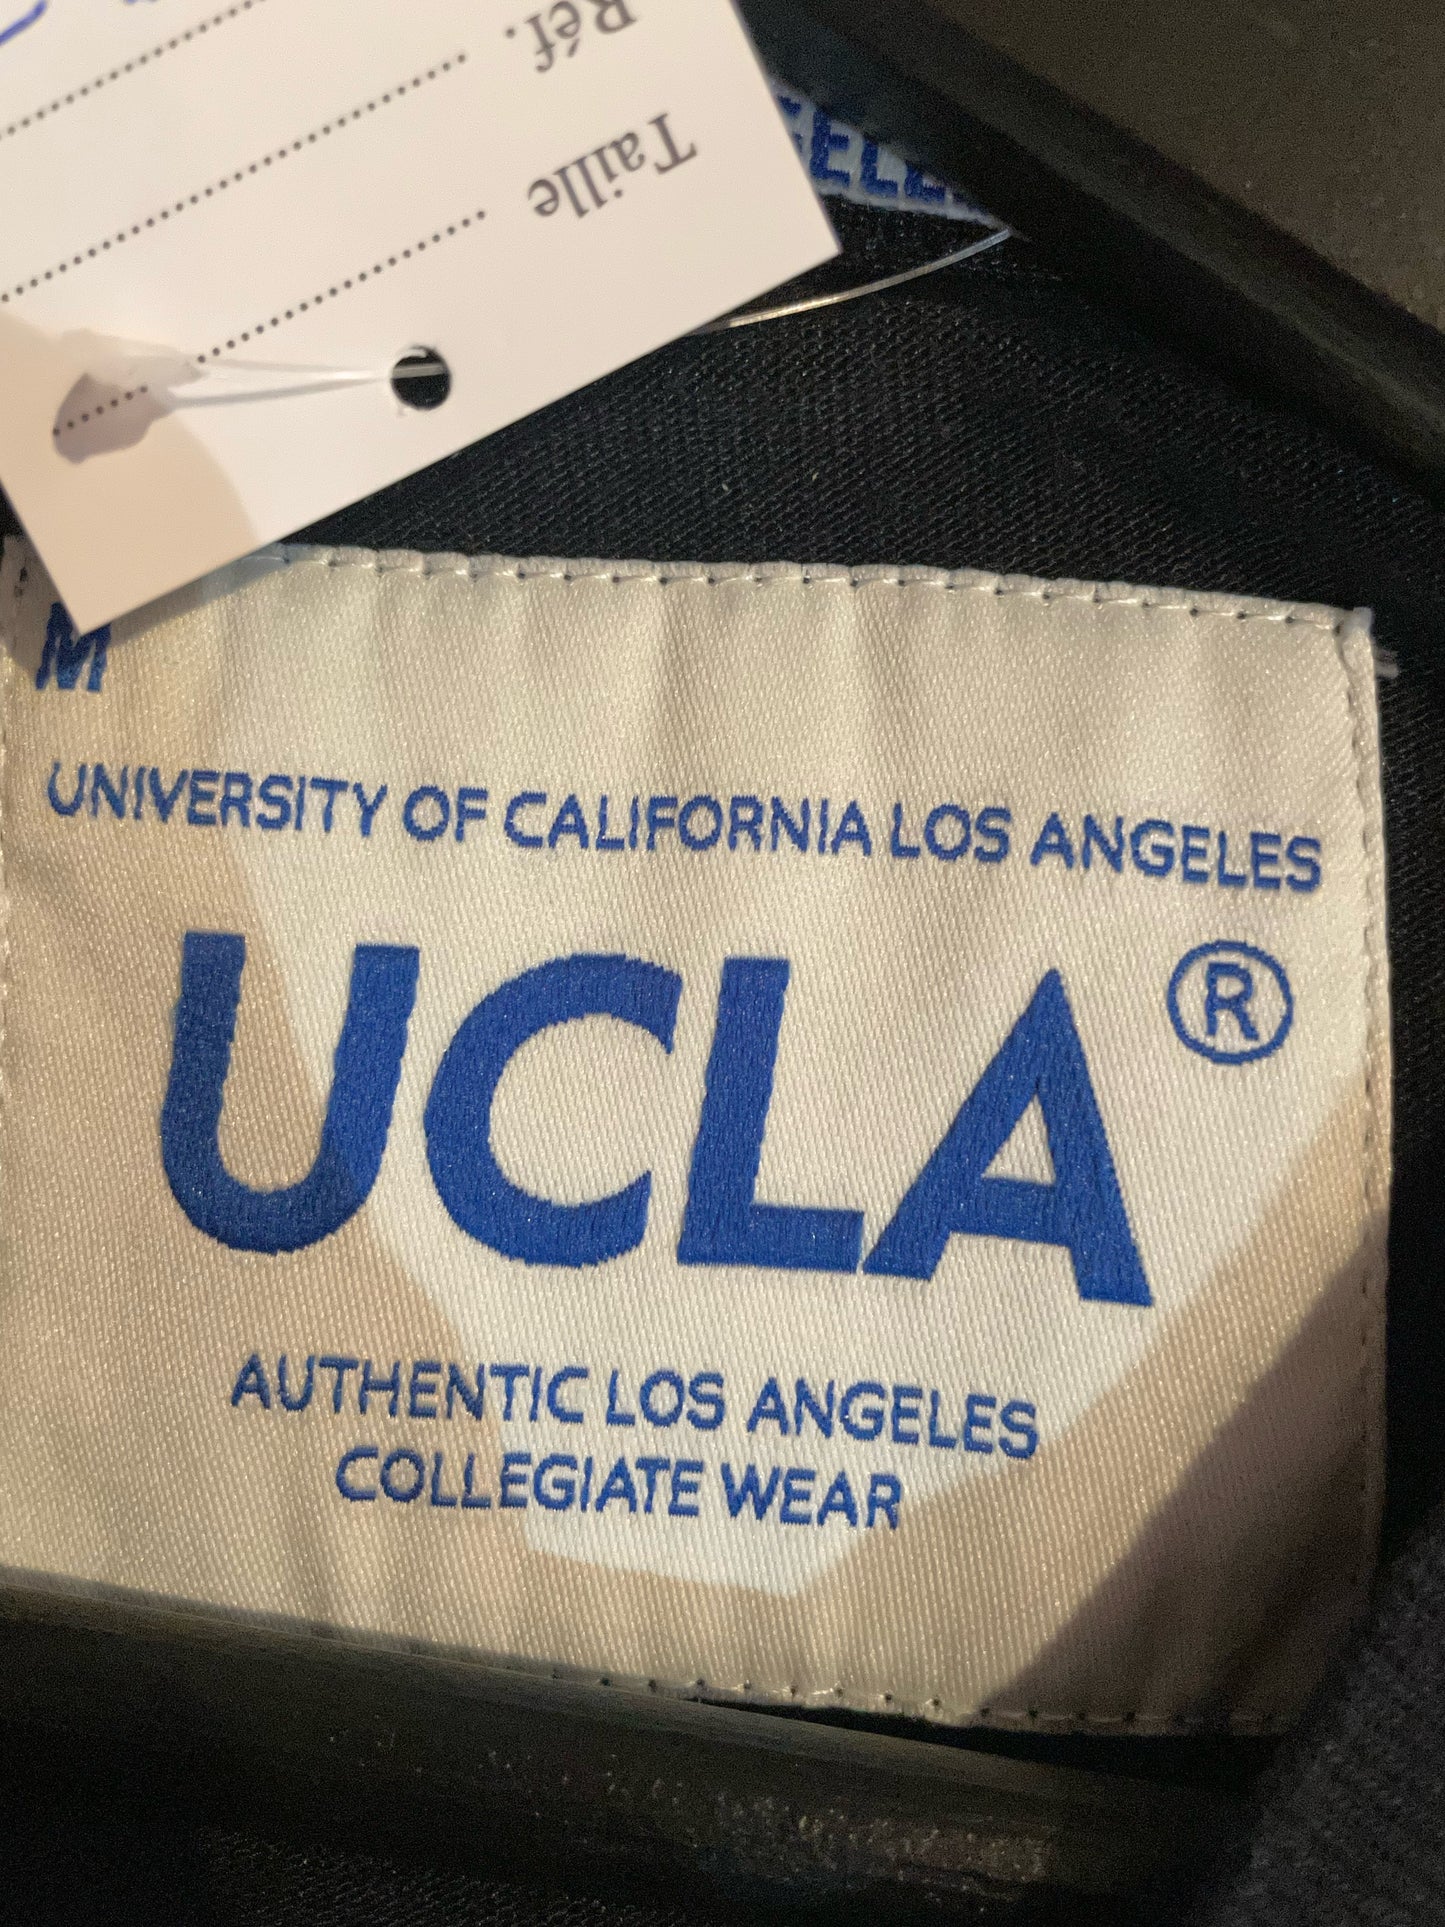 Réf.
Taille
M
UNIVERSITY OF CALIFORNIA LOS ANGELES
UCLA®
AUTHENTIC LOS ANGELES
COLLEGIATE WEAR